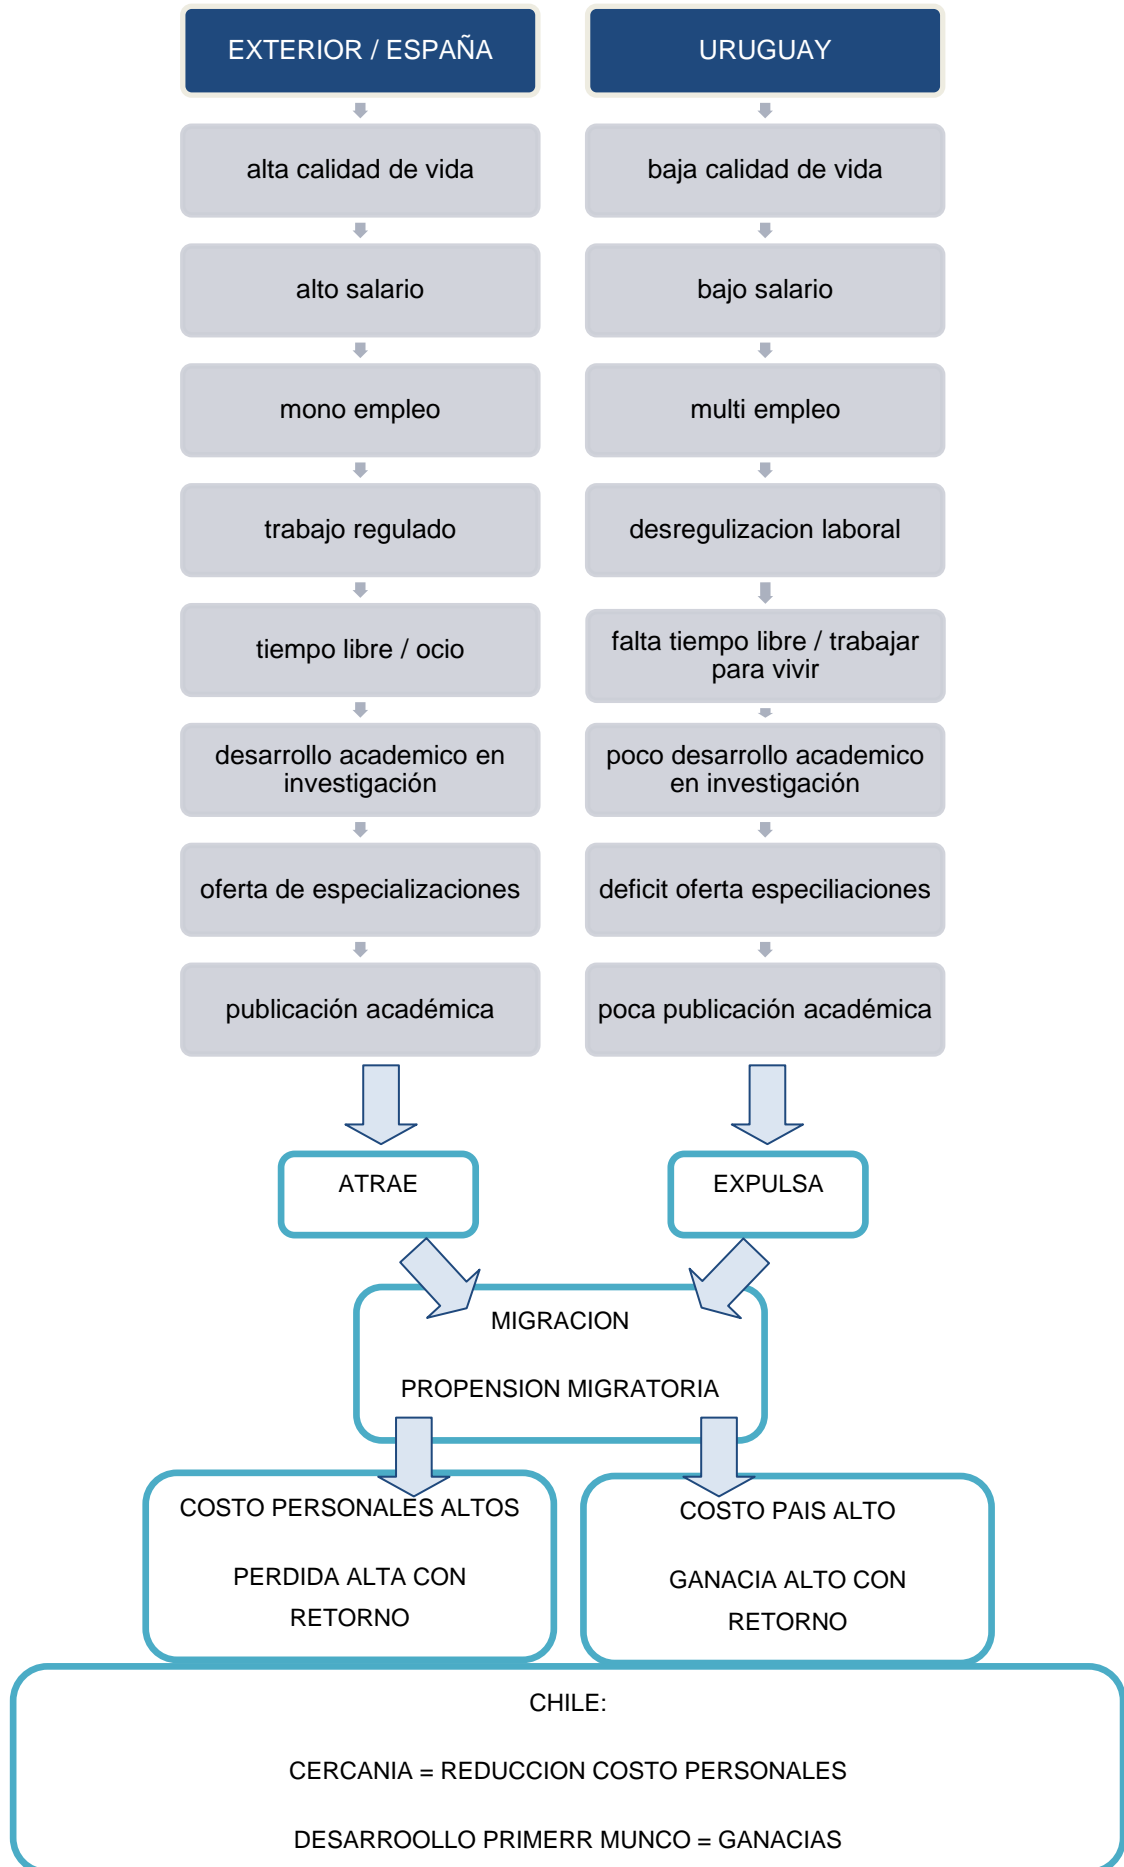 EXTERIOR / ESPAÑA
URUGUAY
alta calidad de vida
baja calidad de vida
alto salario
bajo salario
mono empleo
multi empleo
trabajo regulado
desregulizacion laboral
tiempo libre / ocio
falta tiempo libre / trabajar
para vivir
desarrollo academico en
investigación
poco desarrollo academico
en investigación
oferta de especializaciones
deficit oferta especiliaciones
publicación académica
poca publicación académica
ATRAE
EXPULSA
MIGRACION
PROPENSION MIGRATORIA
COSTO PERSONALES ALTOS
PERDIDA ALTA CON
RETORNO
COSTO PAIS ALTO
GANACIA ALTO CON
RETORNO
CHILE:
CERCANIA = REDUCCION COSTO PERSONALES
DESARROOLLO PRIMERR MUNCO = GANACIAS